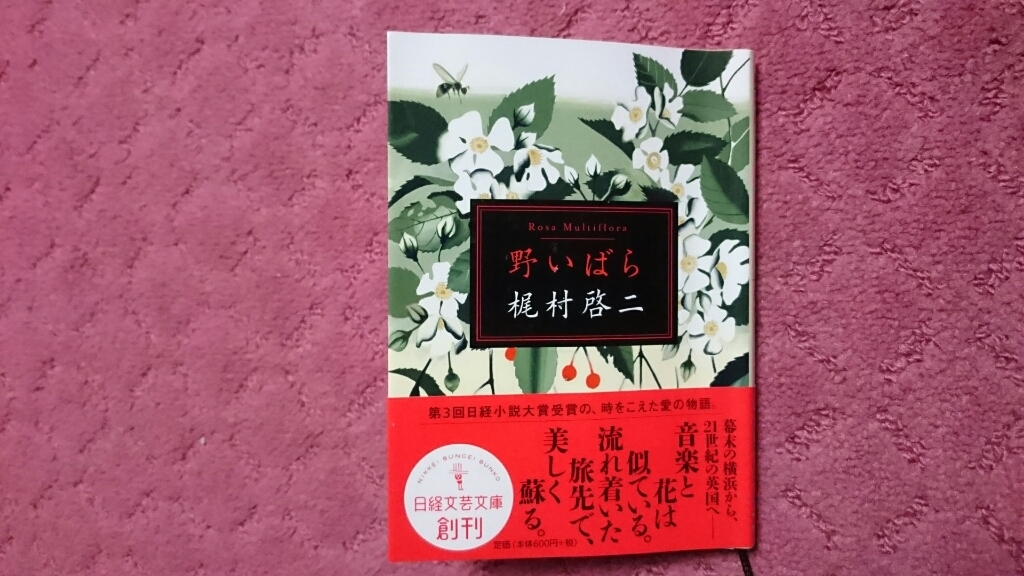 Rosa Multiflora
野いばら
梶村啓二
第3回日経小説大賞受賞の、時をこえた愛の物語。
幕末の横浜から、
21世紀の英国へ――
花は
音楽と
似ている。
流れ着いた
旅先で、
美しく
蘇る。
NIKKEI BUNGEI BUNKO
日経文芸文庫
創刊
定価(本体600円+税)